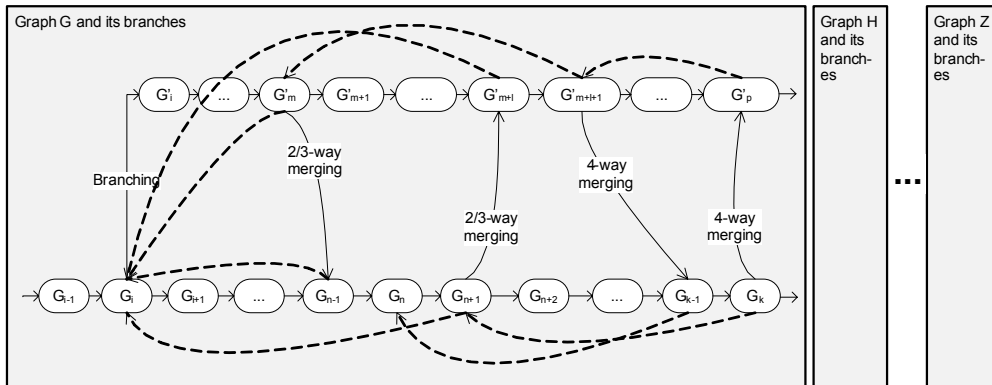 Graph G and its branches
G'i
...
G'm
G'm+1
...
G'm+l
G'm+l+1
...
G'p
Branching
2/3-way
merging
2/3-way
merging
4-way
merging
4-way
merging
Gi-1
Gi
Gi+1
...
Gn-1
Gn
Gn+1
Gn+2
...
Gk-1
Gk
Graph H
and its
branch-
es
...
Graph Z
and its
branch-
es